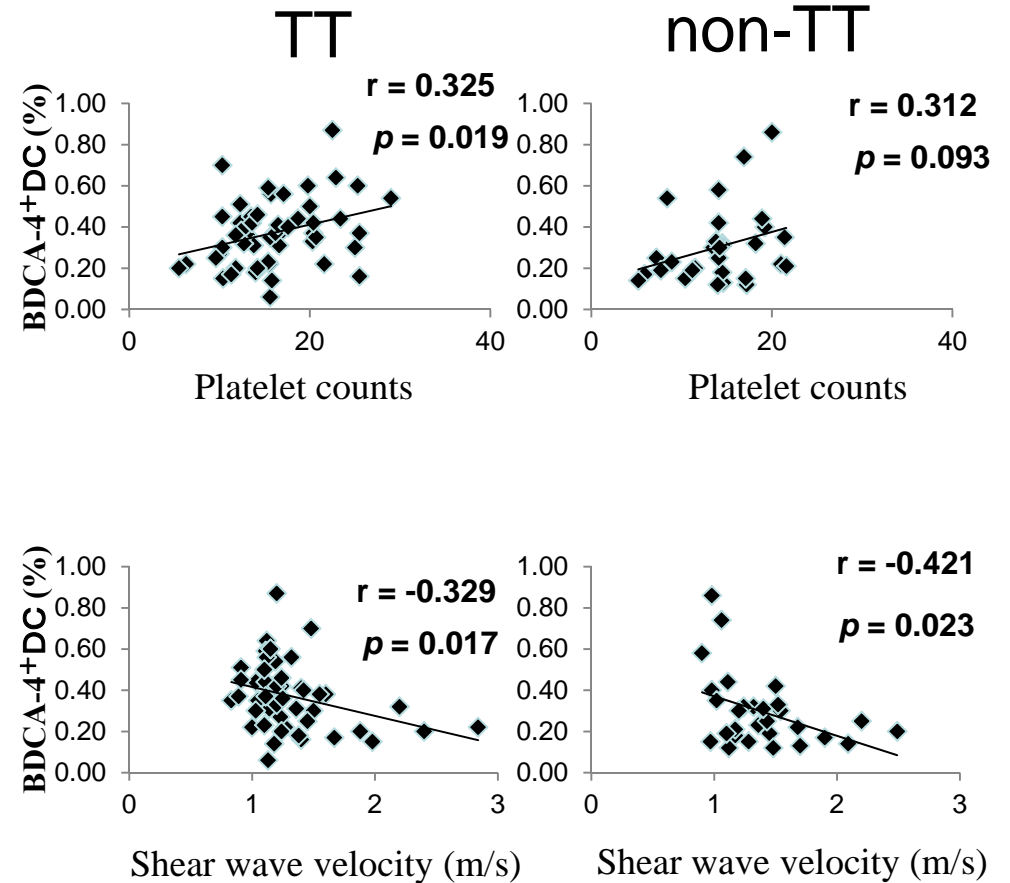 TT
non-TT
r = 0.325
p = 0.019
BDCA-4⁺DC (%)
1.00
0.80
0.60
0.40
0.20
0.00
0 20 40
Platelet counts
r = 0.312
p = 0.093
1.00
0.80
0.60
0.40
0.20
0.00
0 20 40
Platelet counts
r = -0.329
p = 0.017
BDCA-4⁺DC (%)
1.00
0.80
0.60
0.40
0.20
0.00
0 1 2 3
Shear wave velocity (m/s)
r = -0.421
p = 0.023
1.00
0.80
0.60
0.40
0.20
0.00
0 1 2 3
Shear wave velocity (m/s)